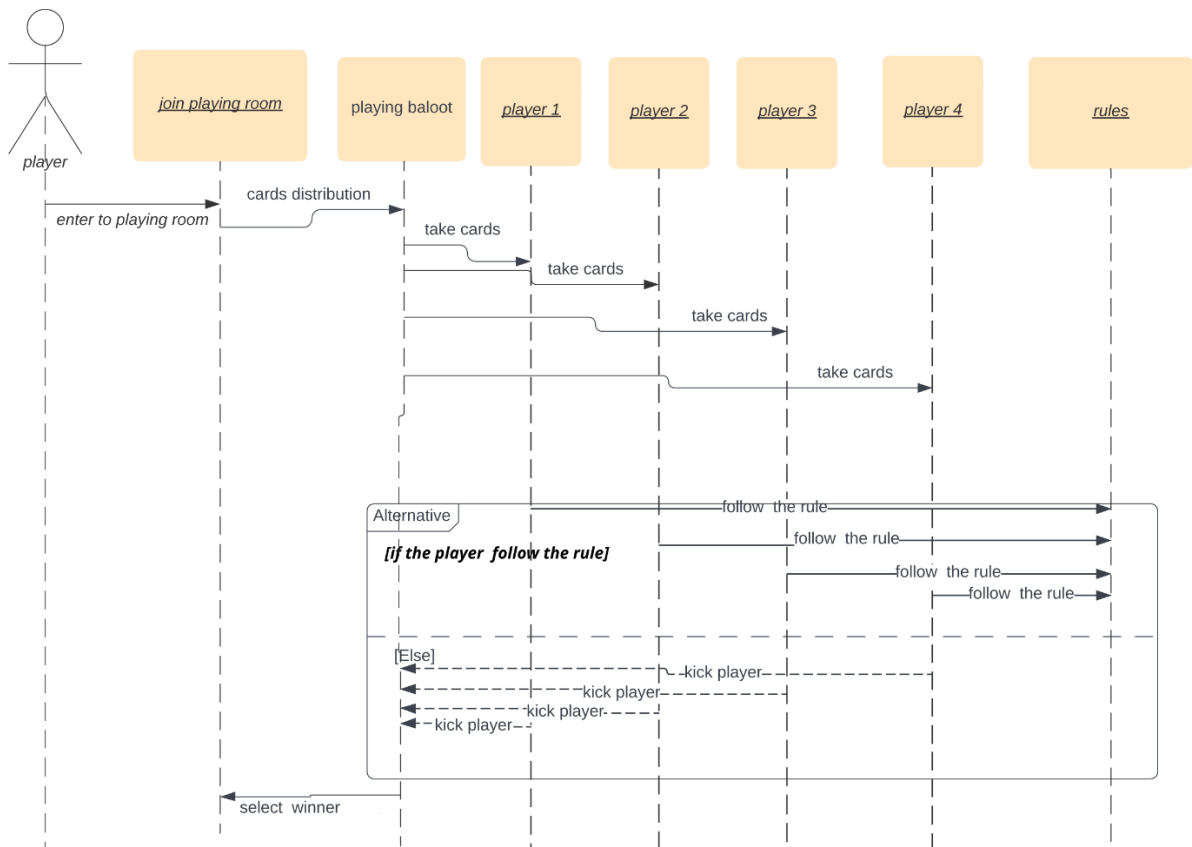 player
join playing room
playing baloot
player 1
player 2
player 3
player 4
rules
enter to playing room
cards distribution
take cards
take cards
take cards
take cards
Alternative
[if the player  follow the rule]
follow  the rule
follow  the rule
follow  the rule
follow  the rule
[Else]
kick player
kick player
kick player
kick player
select  winner